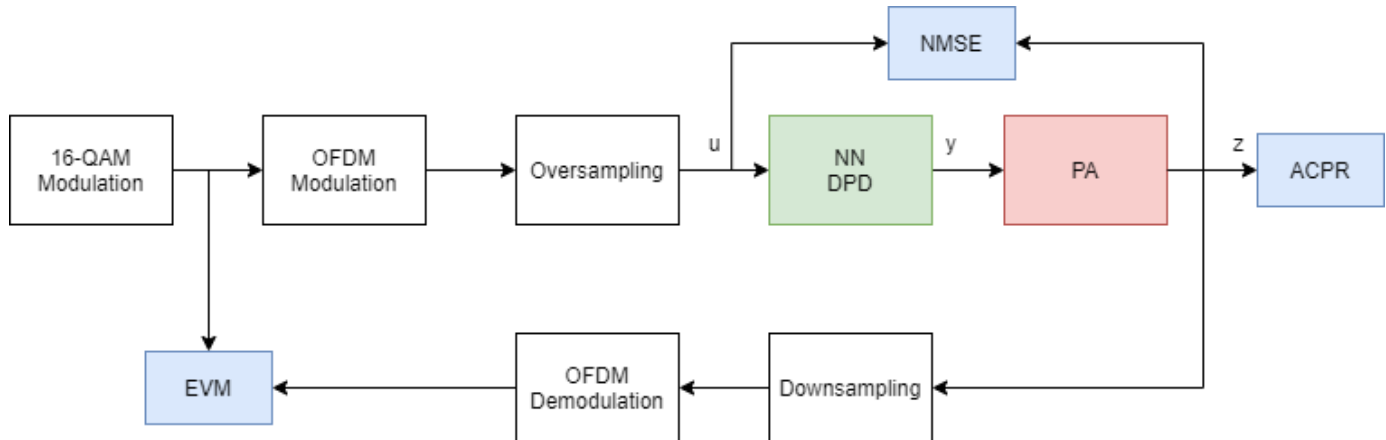 NMSE
16-QAM
Modulation
OFDM
Modulation
Oversampling
u
NN
DPD
y
PA
z
ACPR
EVM
OFDM
Demodulation
Downsampling